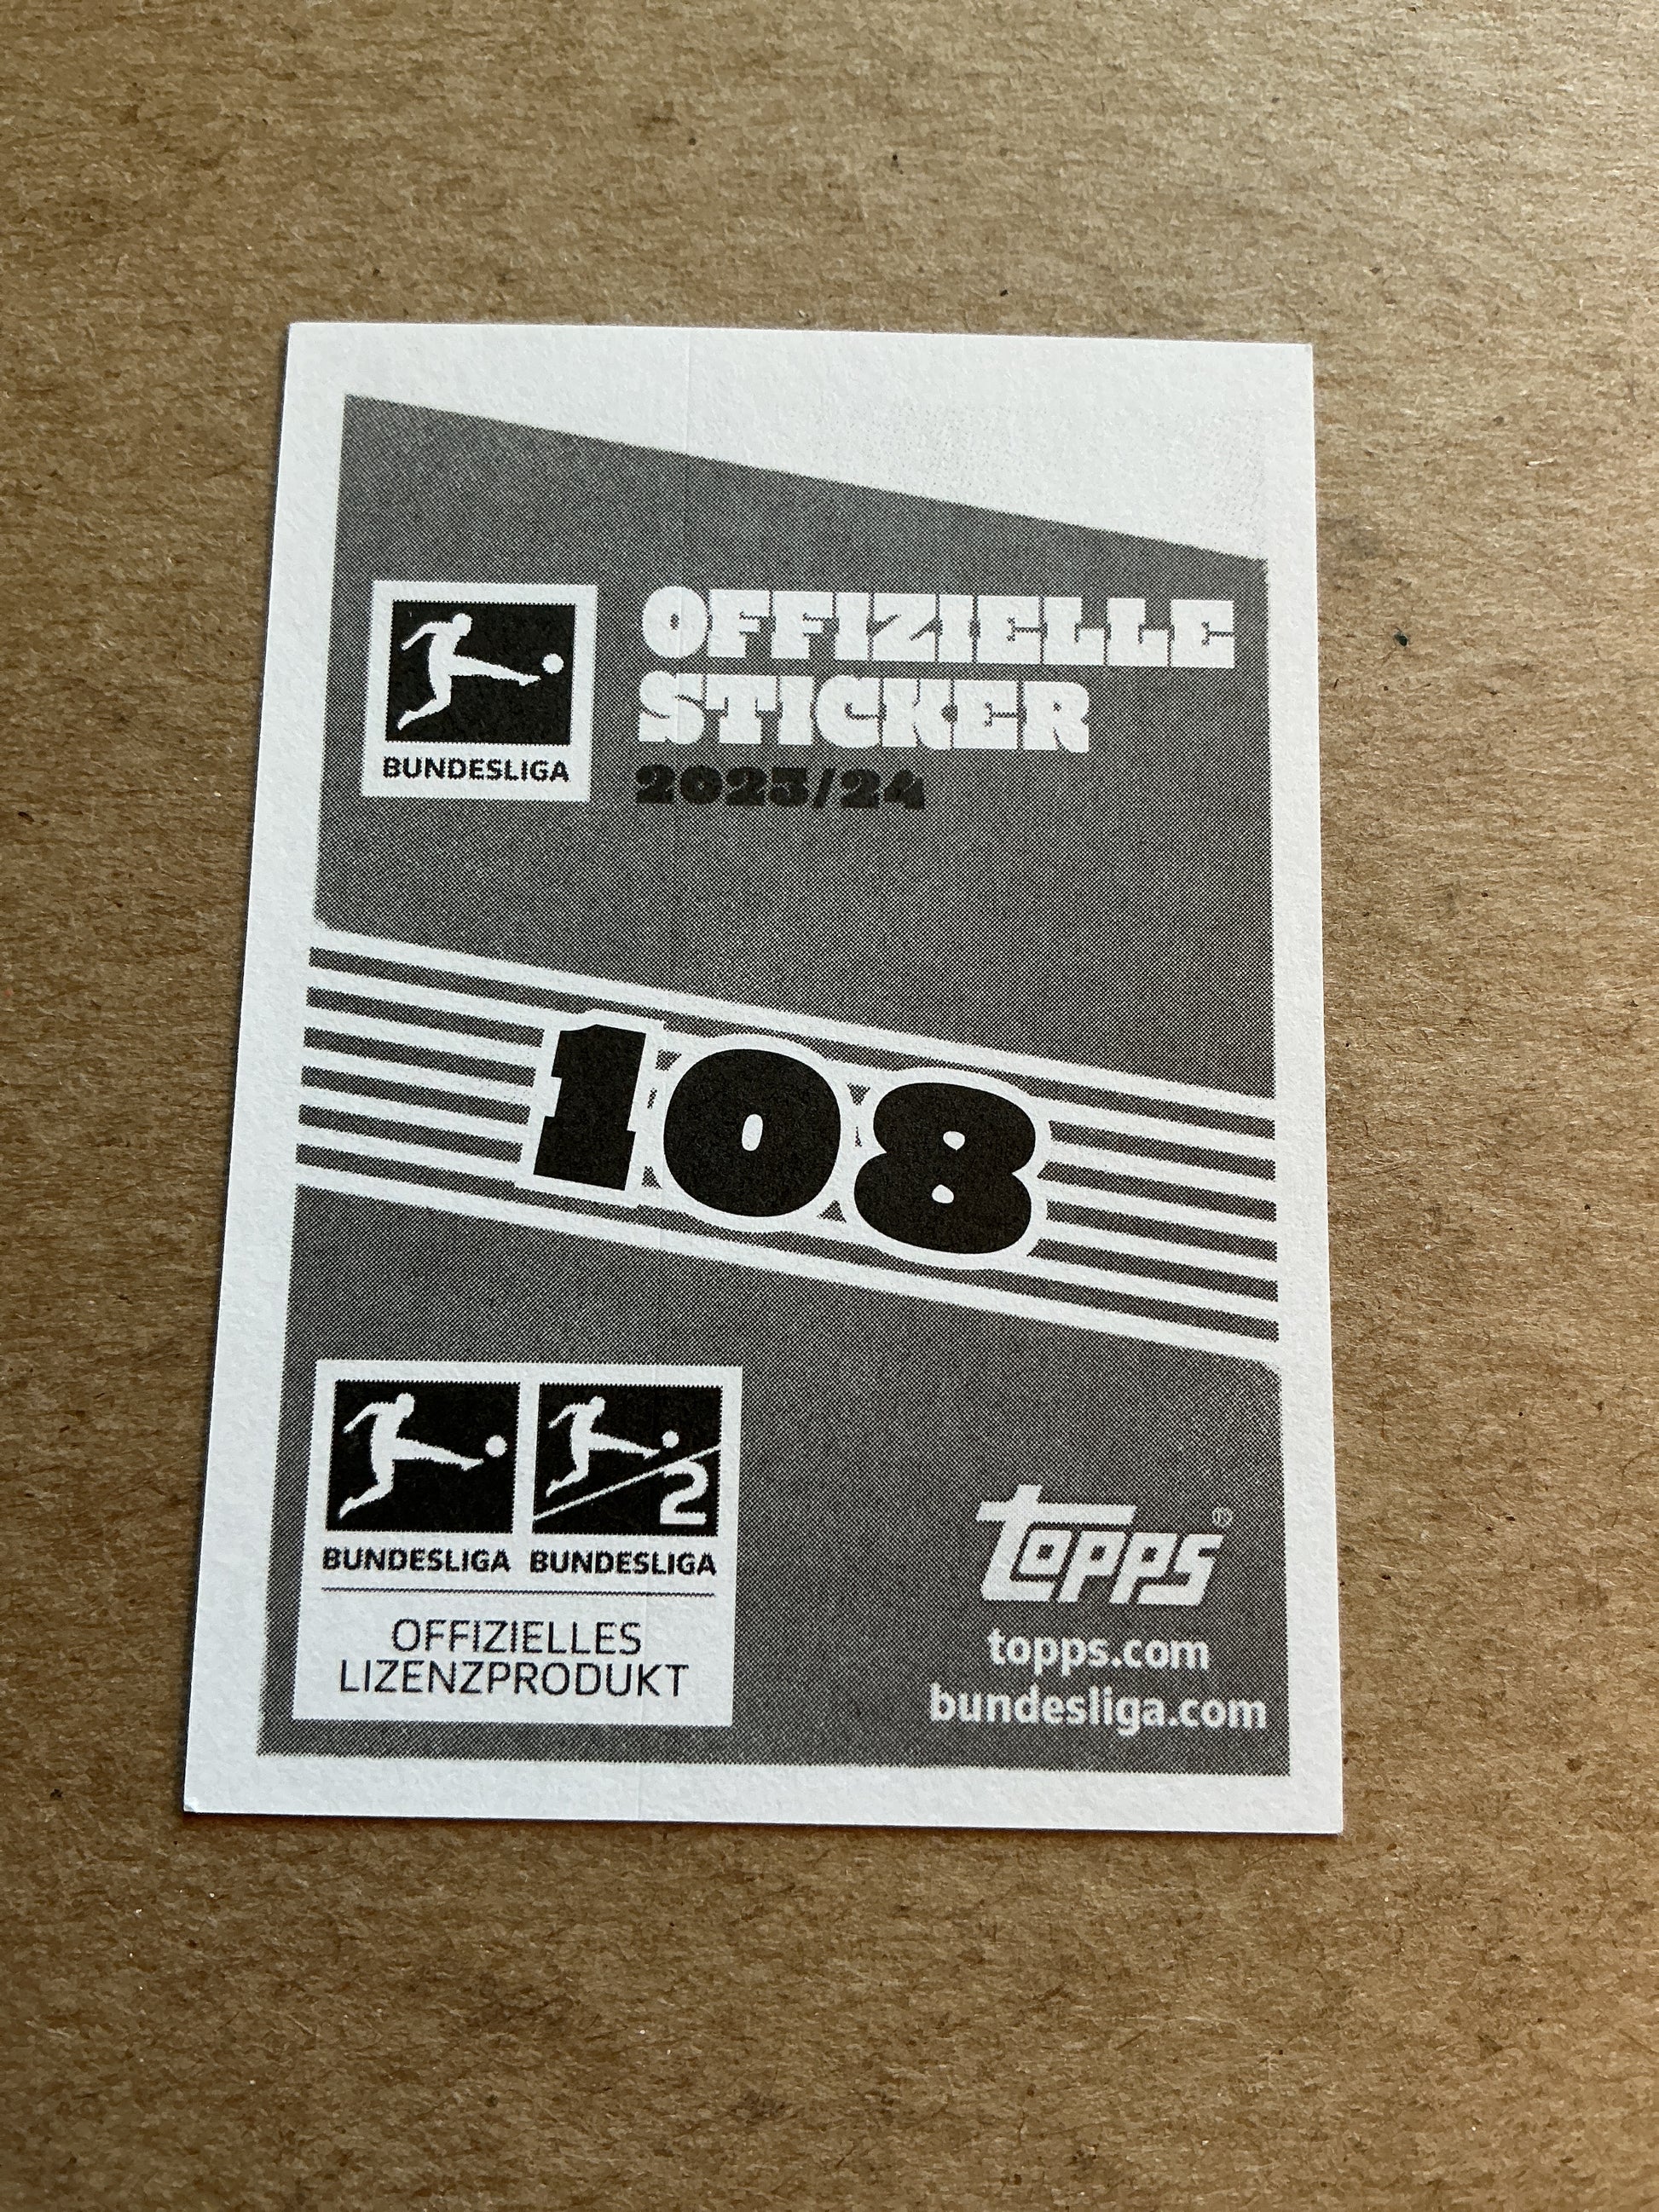 OFFIZIELLE
STICKER
2023/24
BUNDESLIGA
108
2
BUNDESLIGA BUNDESLIGA
OFFIZIELLES
LIZENZPRODUKT
topps®
topps.com
bundesliga.com